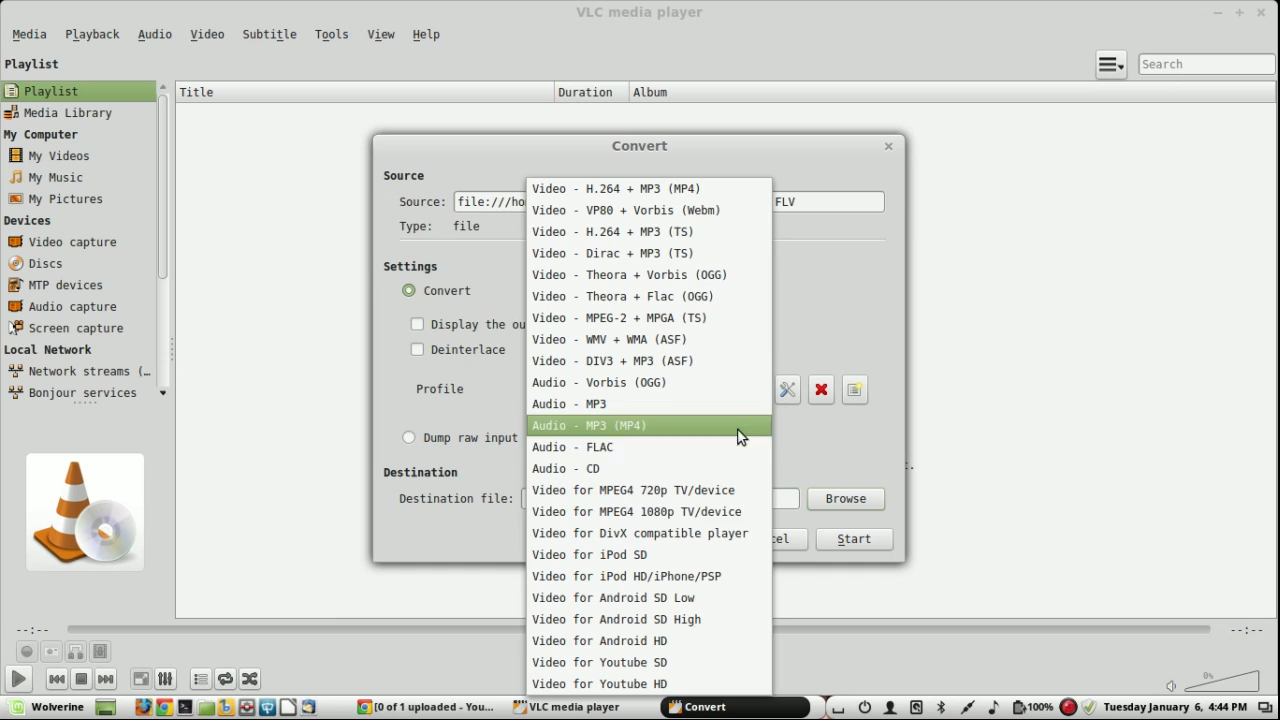 VLC media player
Media Playback Audio Video Subtitle Tools View Help
Playlist
Search
Playlist
Media Library
My Computer
My Videos
My Music
My Pictures
Devices
Video capture
Discs
MTP devices
Audio capture
Screen capture
Local Network
Network streams (...
Bonjour services
Title Duration Album
Convert
Source
Source: file:///ho FLV
Type: file
Settings
Convert
Display the ou
Deinterlace
Profile
Dump raw input
Destination
Destination file: Browse
cel Start
Video - H.264 + MP3 (MP4)
Video - VP80 + Vorbis (Webm)
Video - H.264 + MP3 (TS)
Video - Dirac + MP3 (TS)
Video - Theora + Vorbis (OGG)
Video - Theora + Flac (OGG)
Video - MPEG-2 + MPGA (TS)
Video - WMV + WMA (ASF)
Video - DIV3 + MP3 (ASF)
Audio - Vorbis (OGG)
Audio - MP3
Audio - MP3 (MP4)
Audio - FLAC
Audio - CD
Video for MPEG4 720p TV/device
Video for MPEG4 1080p TV/device
Video for DivX compatible player
Video for iPod SD
Video for iPod HD/iPhone/PSP
Video for Android SD Low
Video for Android SD High
Video for Android HD
Video for Youtube SD
Video for Youtube HD
--:-- --:--
0%
Wolverine [0 of 1 uploaded - You... VLC media player Convert 100% Tuesday January 6, 4:44 PM